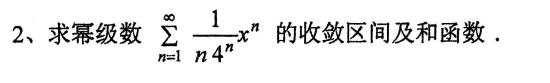 2、求幂级数 $\sum_{n=1}^{\infty} \frac{1}{n 4^n} x^n$ 的收敛区间及和函数．